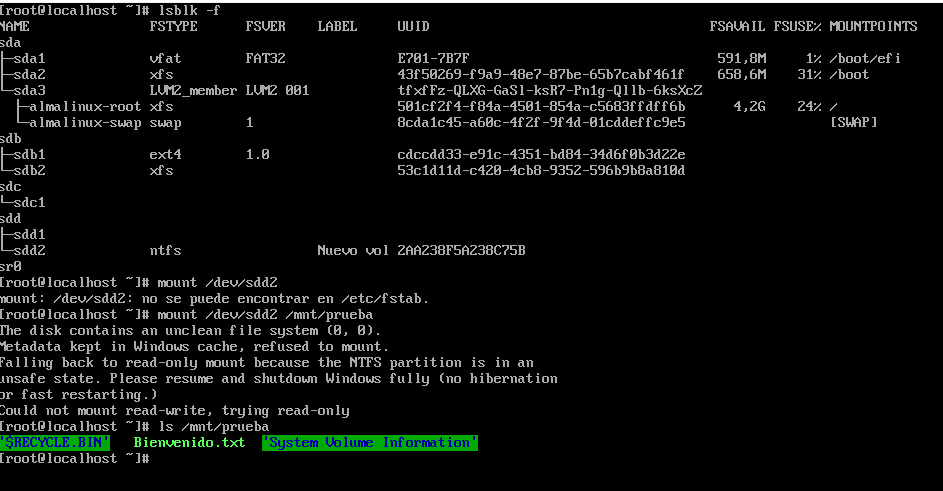 [root@localhost ~]# lsblk -f
NAME FSTYPE FSVER LABEL UUID FSAVAIL FSUSE% MOUNTPOINTS
sda
├─sda1 vfat FAT32 E701-7B7F 591,8M 1% /boot/efi
├─sda2 xfs 43f50269-f9a9-48e7-87be-65b7cabf461f 658,6M 31% /boot
└─sda3 LVM2_member LVM2 001 tfxfFz-QLXG-GaSl-ksR7-Pn1g-Qllb-6ksXcZ
├─almalinux-root xfs 501cf2f4-f84a-4501-854a-c5683ffdff6b 4,2G 24% /
└─almalinux-swap swap 1 8cda1c45-a60c-4f2f-9f4d-01cddeffc9e5 [SWAP]
sdb
├─sdb1 ext4 1.0 cdccdd33-e91c-4351-bd84-34d6f0b3d22e
└─sdb2 xfs 53c1d11d-c420-4cb8-9352-596b9b8a810d
sdc
└─sdc1
sdd
├─sdd1
└─sdd2 ntfs Nuevo vol 2AA238F5A238C75B
sr0
[root@localhost ~]# mount /dev/sdd2
mount: /dev/sdd2: no se puede encontrar en /etc/fstab.
[root@localhost ~]# mount /dev/sdd2 /mnt/prueba
The disk contains an unclean file system (0, 0).
Metadata kept in Windows cache, refused to mount.
Falling back to read-only mount because the NTFS partition is in an
unsafe state. Please resume and shutdown Windows fully (no hibernation
or fast restarting.)
Could not mount read-write, trying read-only
[root@localhost ~]# ls /mnt/prueba
'$RECYCLE.BIN' Bienvenido.txt 'System Volume Information'
[root@localhost ~]#